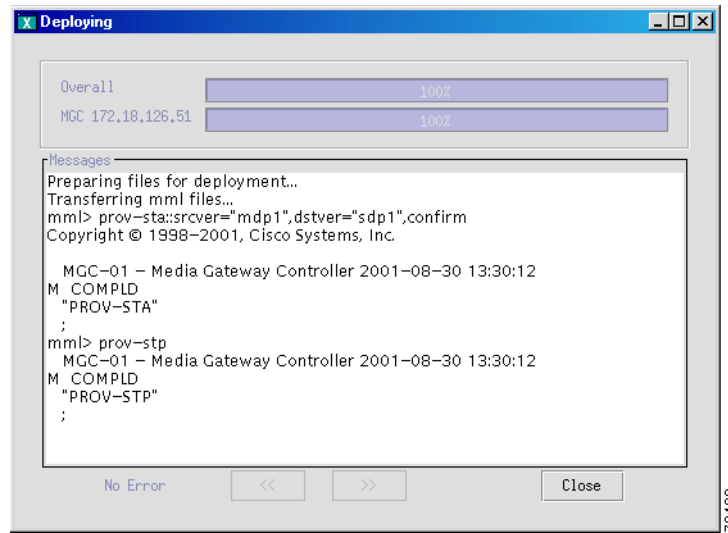 X Deploying
Overall 100%
MGC 172.18.126.51 100%
Messages
Preparing files for deployment...
Transferring mml files...
mml> prov-sta::srcver="mdp1",dstver="sdp1",confirm
Copyright © 1998-2001, Cisco Systems, Inc.
MGC-01 - Media Gateway Controller 2001-08-30 13:30:12
M COMPLD
"PROV-STA"
;
mml> prov-stp
MGC-01 - Media Gateway Controller 2001-08-30 13:30:12
M COMPLD
"PROV-STP"
;
No Error << >> Close